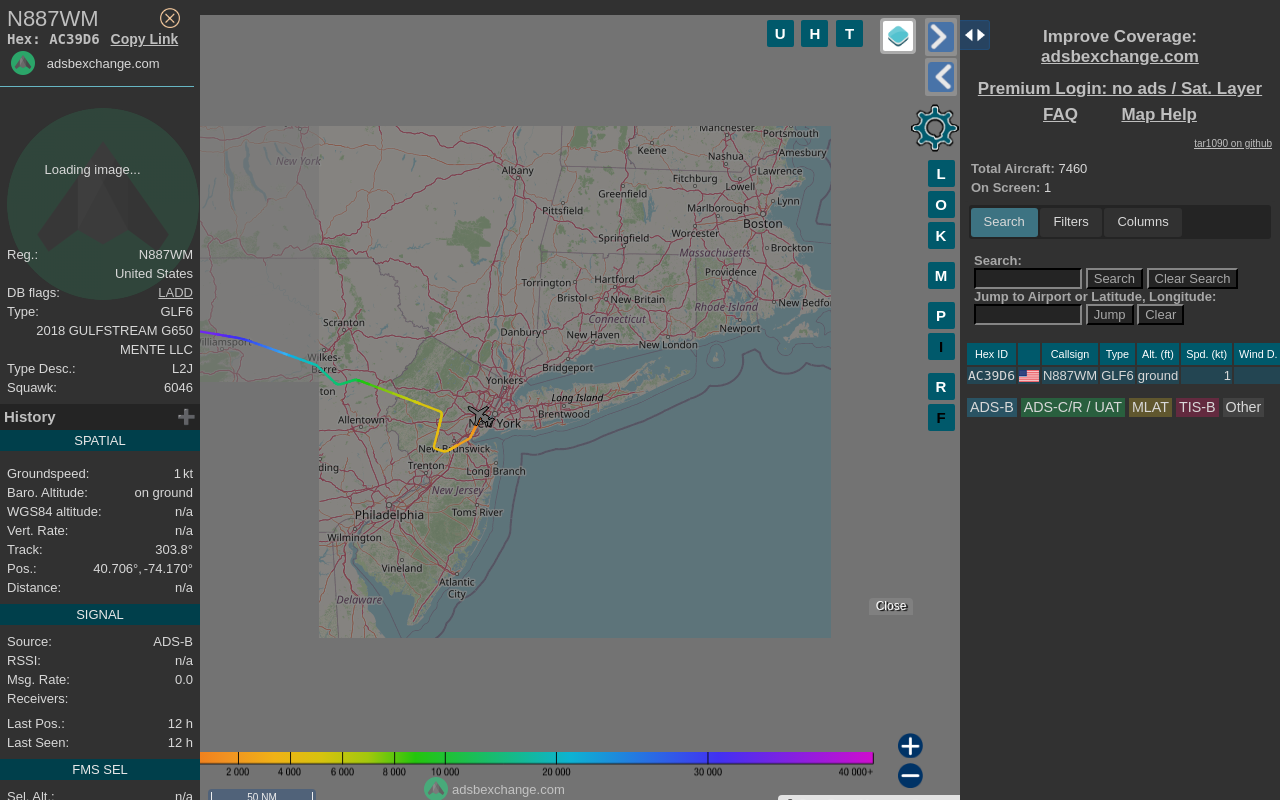 N887WM
Hex: AC39D6 Copy Link
adsbexchange.com
Loading image...
Reg.: N887WM
United States
DB flags: LADD
Type: GLF6
2018 GULFSTREAM G650
MENTE LLC
Type Desc.: L2J
Squawk: 6046
History
SPATIAL
Groundspeed: 1 kt
Baro. Altitude: on ground
WGS84 altitude: n/a
Vert. Rate: n/a
Track: 303.8°
Pos.: 40.706°, -74.170°
Distance: n/a
SIGNAL
Source: ADS-B
RSSI: n/a
Msg. Rate: 0.0
Receivers:
Last Pos.: 12 h
Last Seen: 12 h
FMS SEL
Sel. Alt.: n/a
U H T
L
O
K
M
P
I
R
F
Manchester
Portsmouth
Keene
Nashua
Amesbury
New York
Albany
Lawrence
Fitchburg
Lowell
Greenfield
Lynn
Pittsfield
Marlborough
Boston
Springfield
Worcester
Brockton
Massachusetts
Providence
Torrington
Hartford
Bristol
New Britain
New Bedfo
Rhode Island
Connecticut
Scranton
Danbury
New Haven
Newport
New London
illiamsport
Wilkes-
Barre
Bridgeport
Yonkers
ton
Long Island
Brentwood
Allentown
New York
New Brunswick
ding
Trenton
Long Branch
New Jersey
Philadelphia
Toms River
Wilmington
Vineland
Atlantic
City
Delaware
Close
2 000 4 000 6 000 8 000 10 000 20 000 30 000 40 000+
adsbexchange.com
50 NM
Improve Coverage:
adsbexchange.com
Premium Login: no ads / Sat. Layer
FAQ Map Help
tar1090 on github
Total Aircraft: 7460
On Screen: 1
Search Filters Columns
Search:
Search Clear Search
Jump to Airport or Latitude, Longitude:
Jump Clear
Hex ID Callsign Type Alt. (ft) Spd. (kt) Wind D.
AC39D6 N887WM GLF6 ground 1
ADS-B ADS-C/R / UAT MLAT TIS-B Other